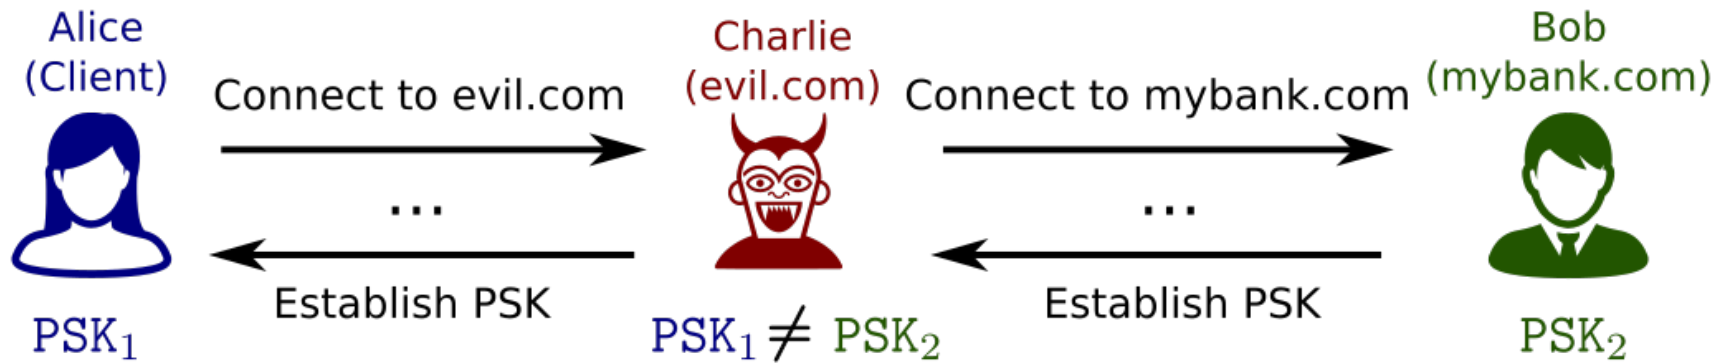 Alice
(Client)
Connect to evil.com
...
Establish PSK
PSK₁
Charlie
(evil.com)
PSK₁ ≠ PSK₂
Connect to mybank.com
...
Establish PSK
Bob
(mybank.com)
PSK₂